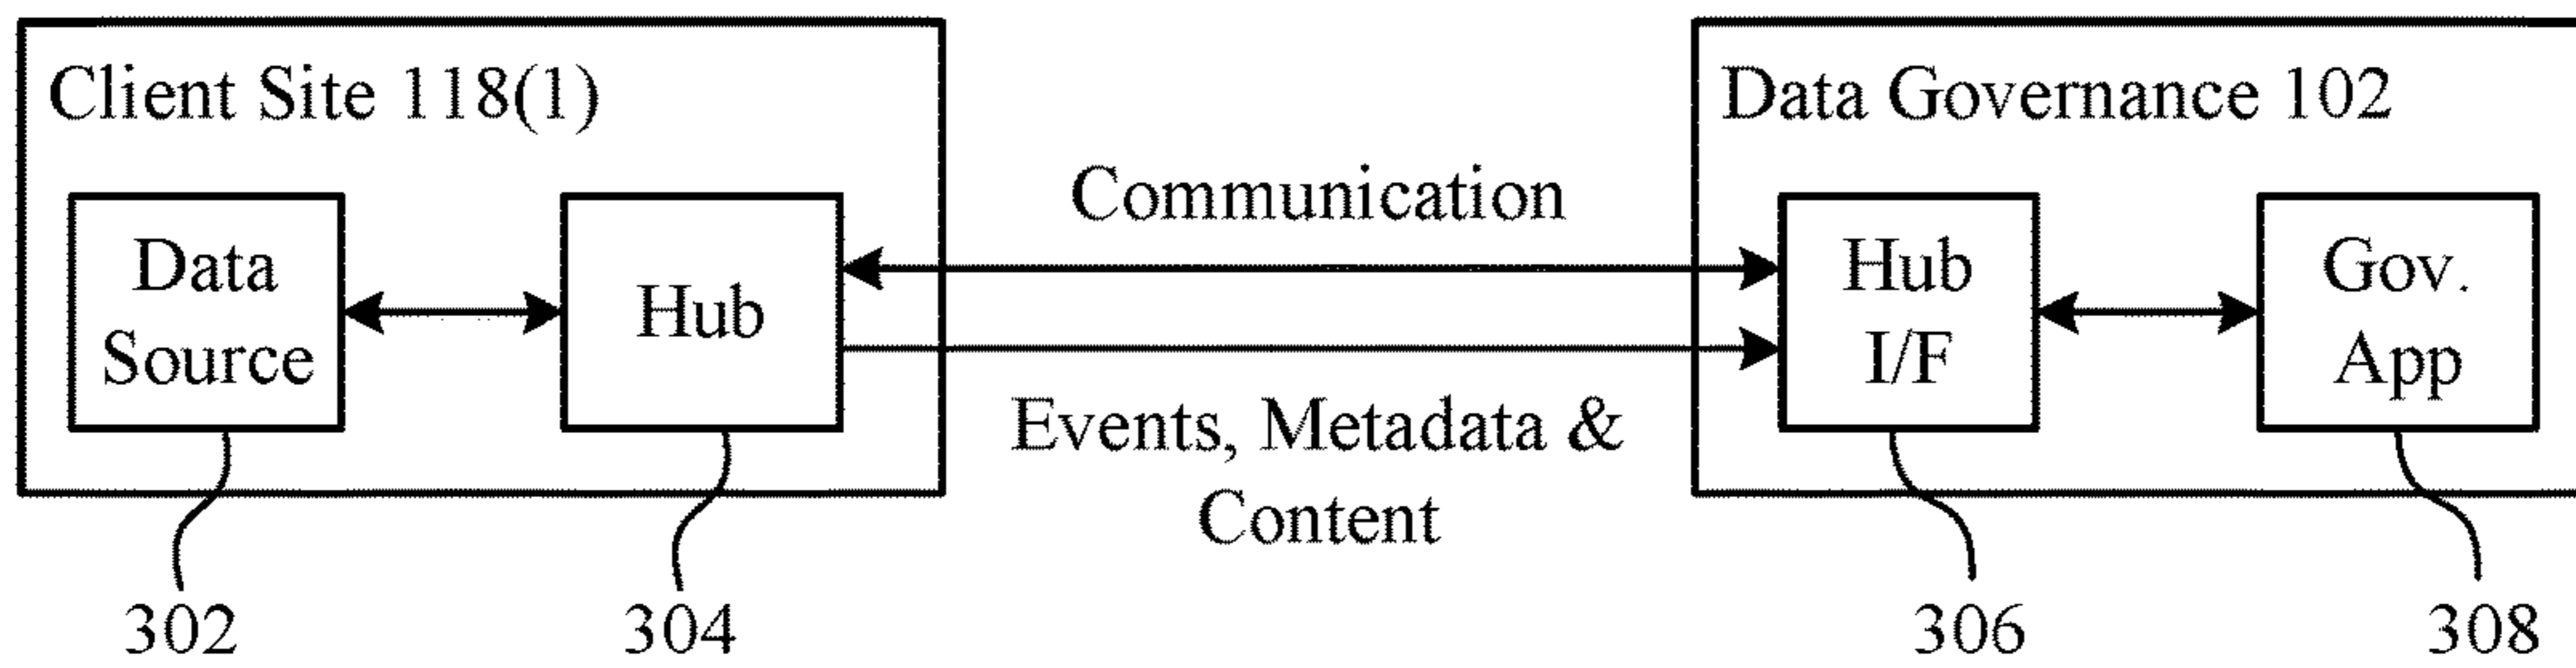 Client Site 118(1)
Data Governance 102
Data
Source
Hub
Communication
Events, Metadata &
Content
Hub
I/F
Gov.
App
302
304
306
308